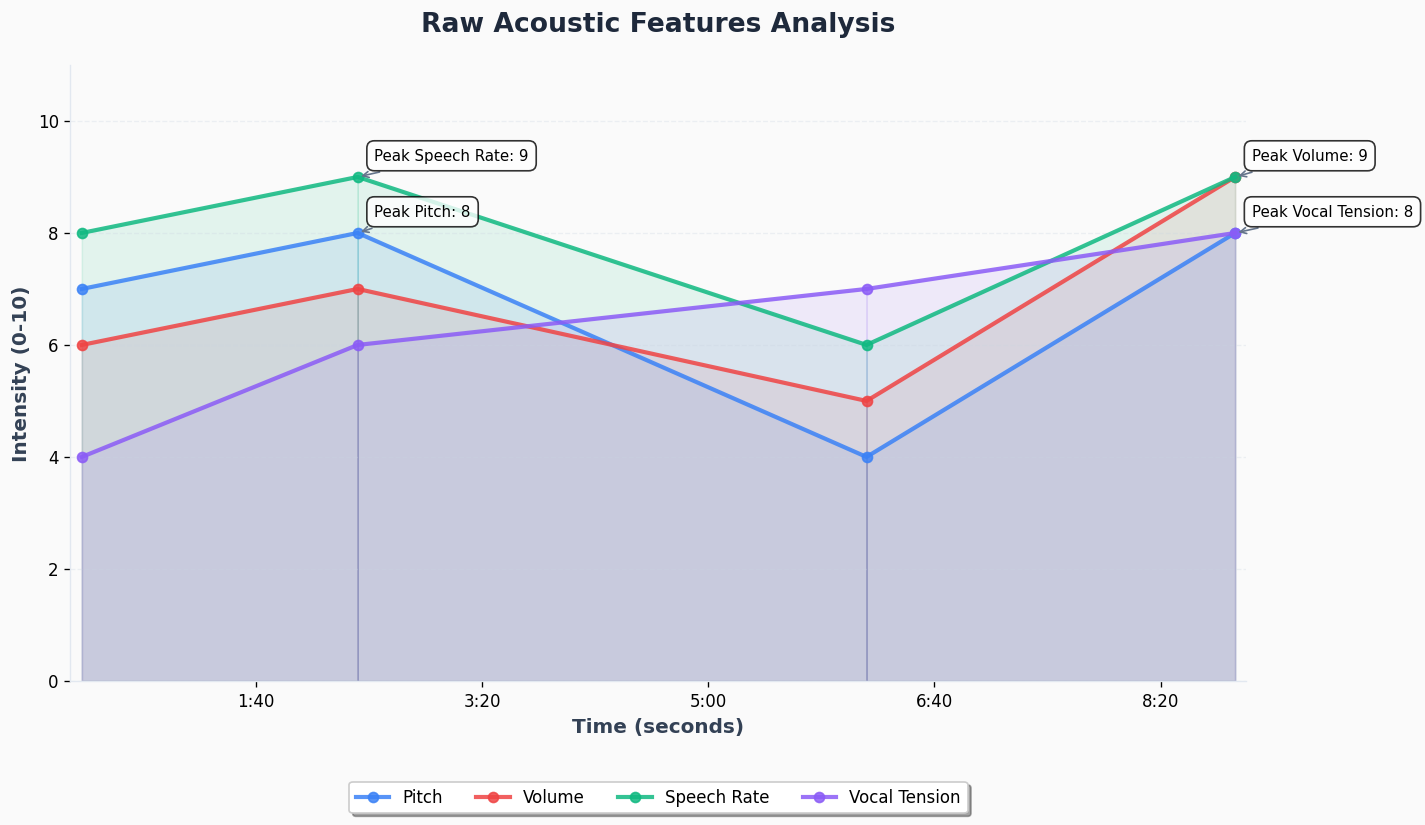 Raw Acoustic Features Analysis
Peak Speech Rate: 9
Peak Volume: 9
Peak Pitch: 8
Peak Vocal Tension: 8
Intensity (0-10)
10
8
6
4
2
0
1:40
3:20
5:00
6:40
8:20
Time (seconds)
Pitch
Volume
Speech Rate
Vocal Tension